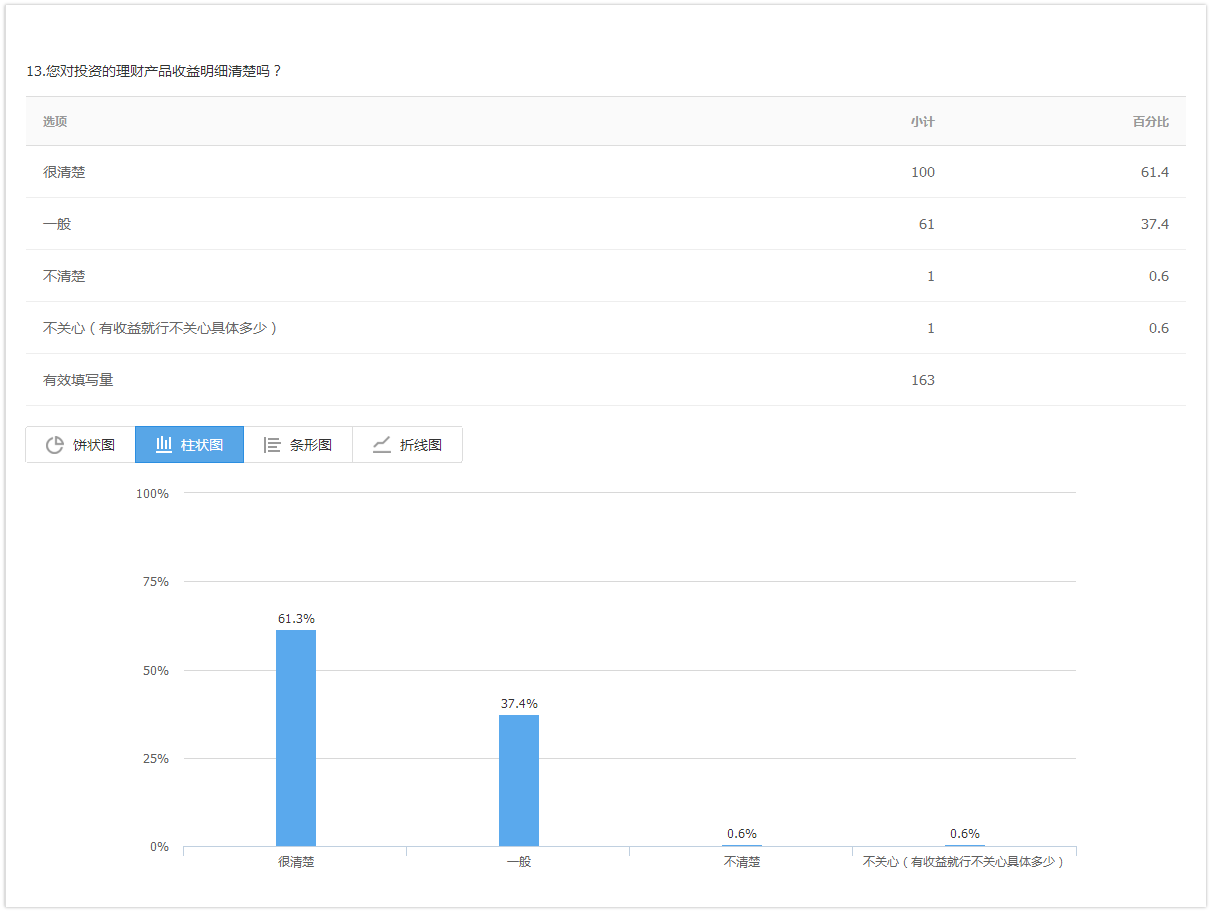 13.您对投资的理财产品收益明细清楚吗？
选项 小计 百分比
很清楚 100 61.4
一般 61 37.4
不清楚 1 0.6
不关心（有收益就行不关心具体多少） 1 0.6
有效填写量 163
饼状图 柱状图 条形图 折线图
100%
75%
61.3%
50%
37.4%
25%
0.6% 0.6%
0%
很清楚 一般 不清楚 不关心（有收益就行不关心具体多少）